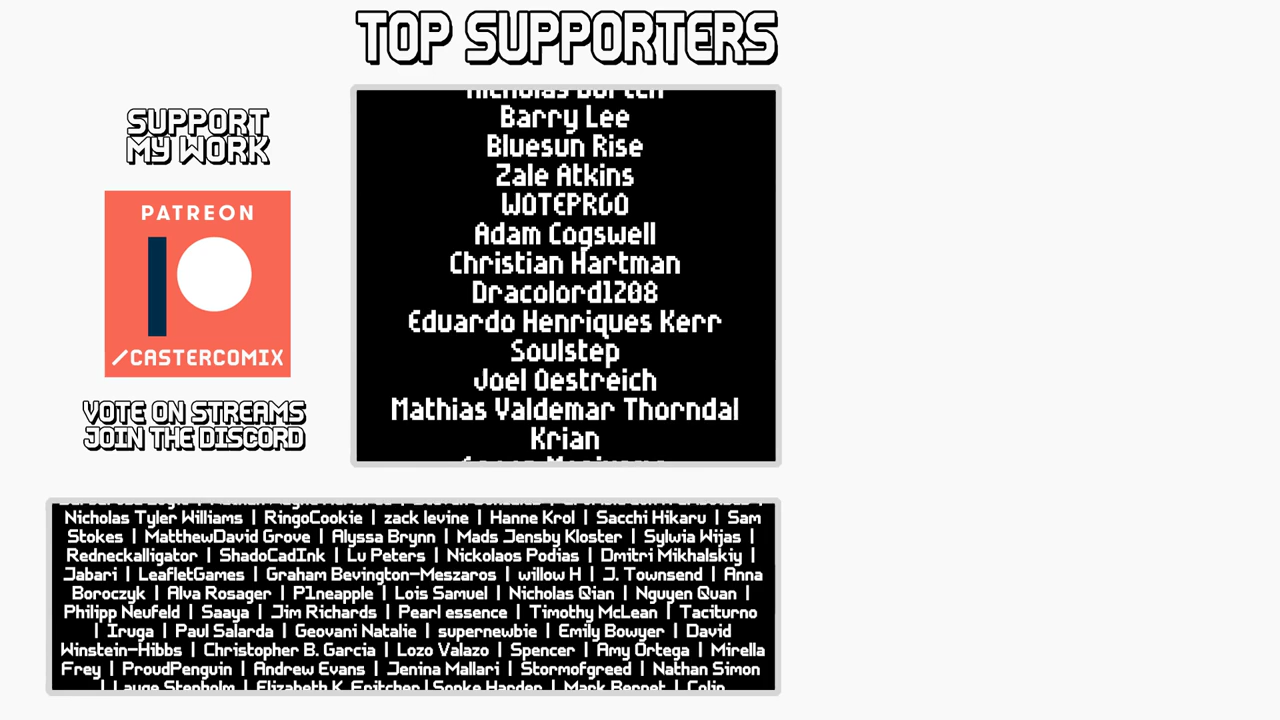 TOP SUPPORTERS
SUPPORT
MY WORK
PATREON
/CASTERCOMIX
VOTE ON STREAMS
JOIN THE DISCORD
Barry Lee
Bluesun Rise
Zale Atkins
WOTEPRGO
Adam Cogswell
Christian Hartman
Dracolord1208
Eduardo Henriques Kerr
Soulstep
Joel Oestreich
Mathias Valdemar Thorndal
Krian
Nicholas Tyler Williams | RingoCookie | zack levine | Hanne Krol | Sacchi Hikaru | Sam
Stokes | MatthewDavid Grove | Alyssa Brynn | Mads Jensby Kloster | Sylwia Wijas |
Redneckalligator | ShadoCadInk | Lu Peters | Nickolaos Podias | Dmitri Mikhalskiy |
Jabari | LeafletGames | Graham Bevington-Meszaros | willow H | J. Townsend | Anna
Boroczyk | Alva Rosager | P1neapple | Lois Samuel | Nicholas Qian | Nguyen Quan |
Philipp Neufeld | Saaya | Jim Richards | Pearl essence | Timothy McLean | Taciturno
| Iruga | Paul Salarda | Geovani Natalie | supernewbie | Emily Bowyer | David
Winstein-Hibbs | Christopher B. Garcia | Lozo Valazo | Spencer | Amy Ortega | Mirella
Frey | ProudPenguin | Andrew Evans | Jenina Mallari | Stormofgreed | Nathan Simon